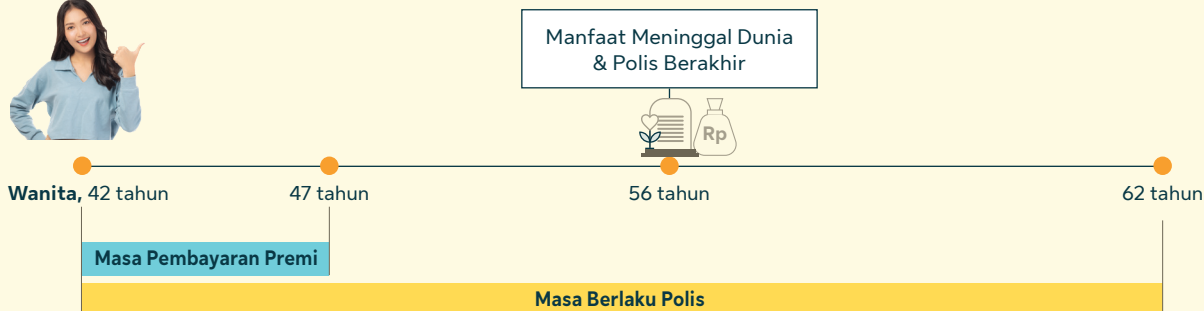 Manfaat Meninggal Dunia
& Polis Berakhir
Rp
Wanita, 42 tahun
47 tahun
56 tahun
62 tahun
Masa Pembayaran Premi
Masa Berlaku Polis